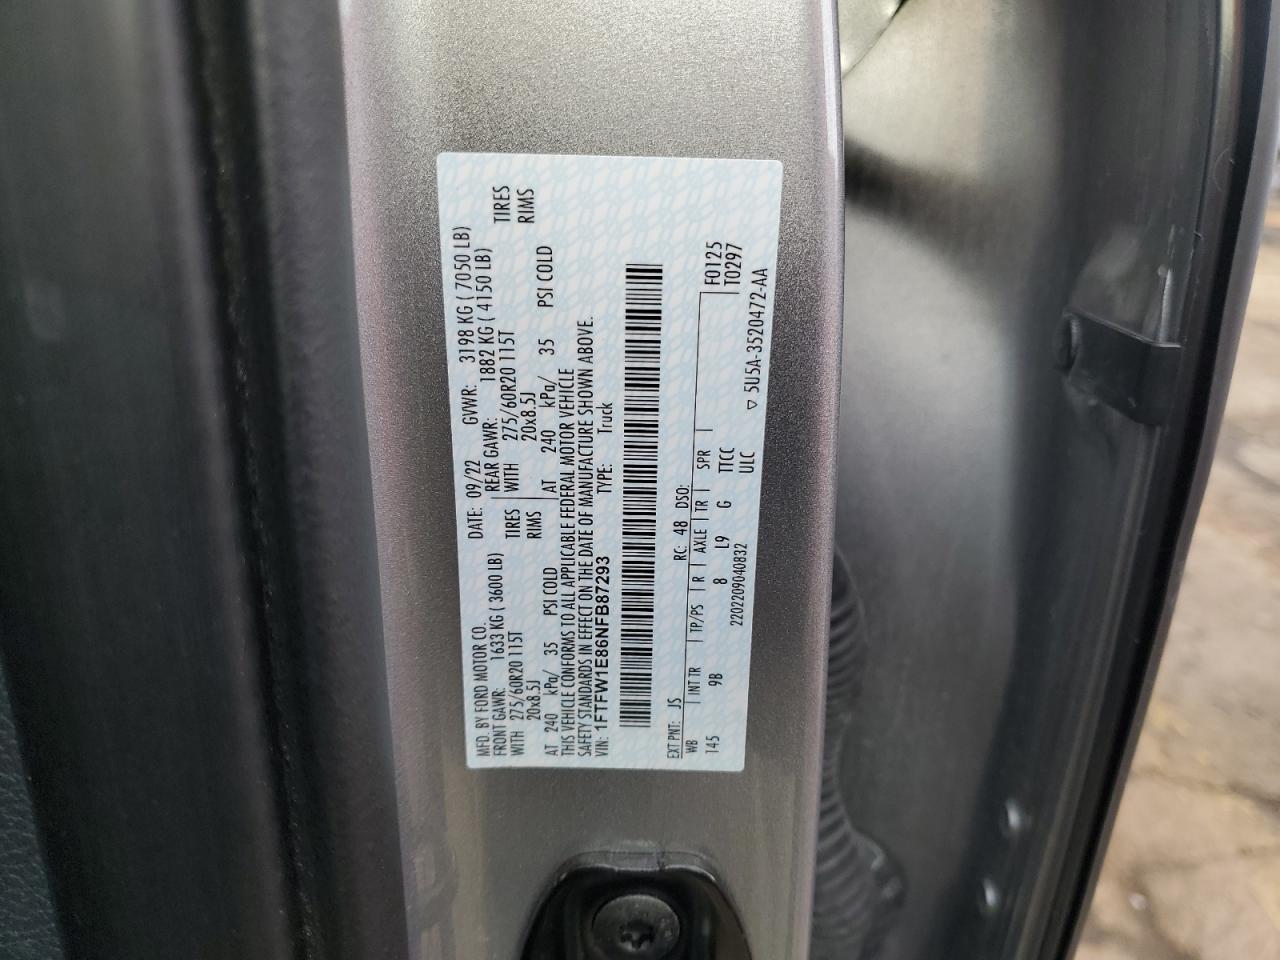 MFD. BY FORD MOTOR CO.
DATE: 09/22 GVWR: 3198 KG ( 7050 LB)
FRONT GAWR: 1633 KG ( 3600 LB)
REAR GAWR: 1882 KG ( 4150 LB)
WITH 275/60R20 115T TIRES
WITH 275/60R20 115T TIRES
20x8.5J RIMS
20x8.5J RIMS
AT 240 kPa/ 35 PSI COLD
AT 240 kPa/ 35 PSI COLD
THIS VEHICLE CONFORMS TO ALL APPLICABLE FEDERAL MOTOR VEHICLE
SAFETY STANDARDS IN EFFECT ON THE DATE OF MANUFACTURE SHOWN ABOVE.
VIN: 1FTFW1E86NFB87293 TYPE: Truck
EXT PNT: JS RC: 48 DSO: F0125
WB INT TR TP/PS R AXLE TR SPR T0297
145 9B 8 L9 G TTCC
2202209040832 ULC ▽ 5U5A-3520472-AA